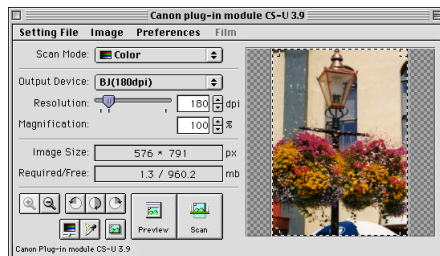 Canon plug-in module CS-U 3.9
Setting File Image Preferences Film
Scan Mode: Color
Output Device: BJ(180dpi)
Resolution: 180 dpi
Magnification: 100 %
Image Size: 576 * 791 px
Required/Free: 1.3 / 960.2 mb
Preview Scan
Canon Plug-in module CS-U 3.9